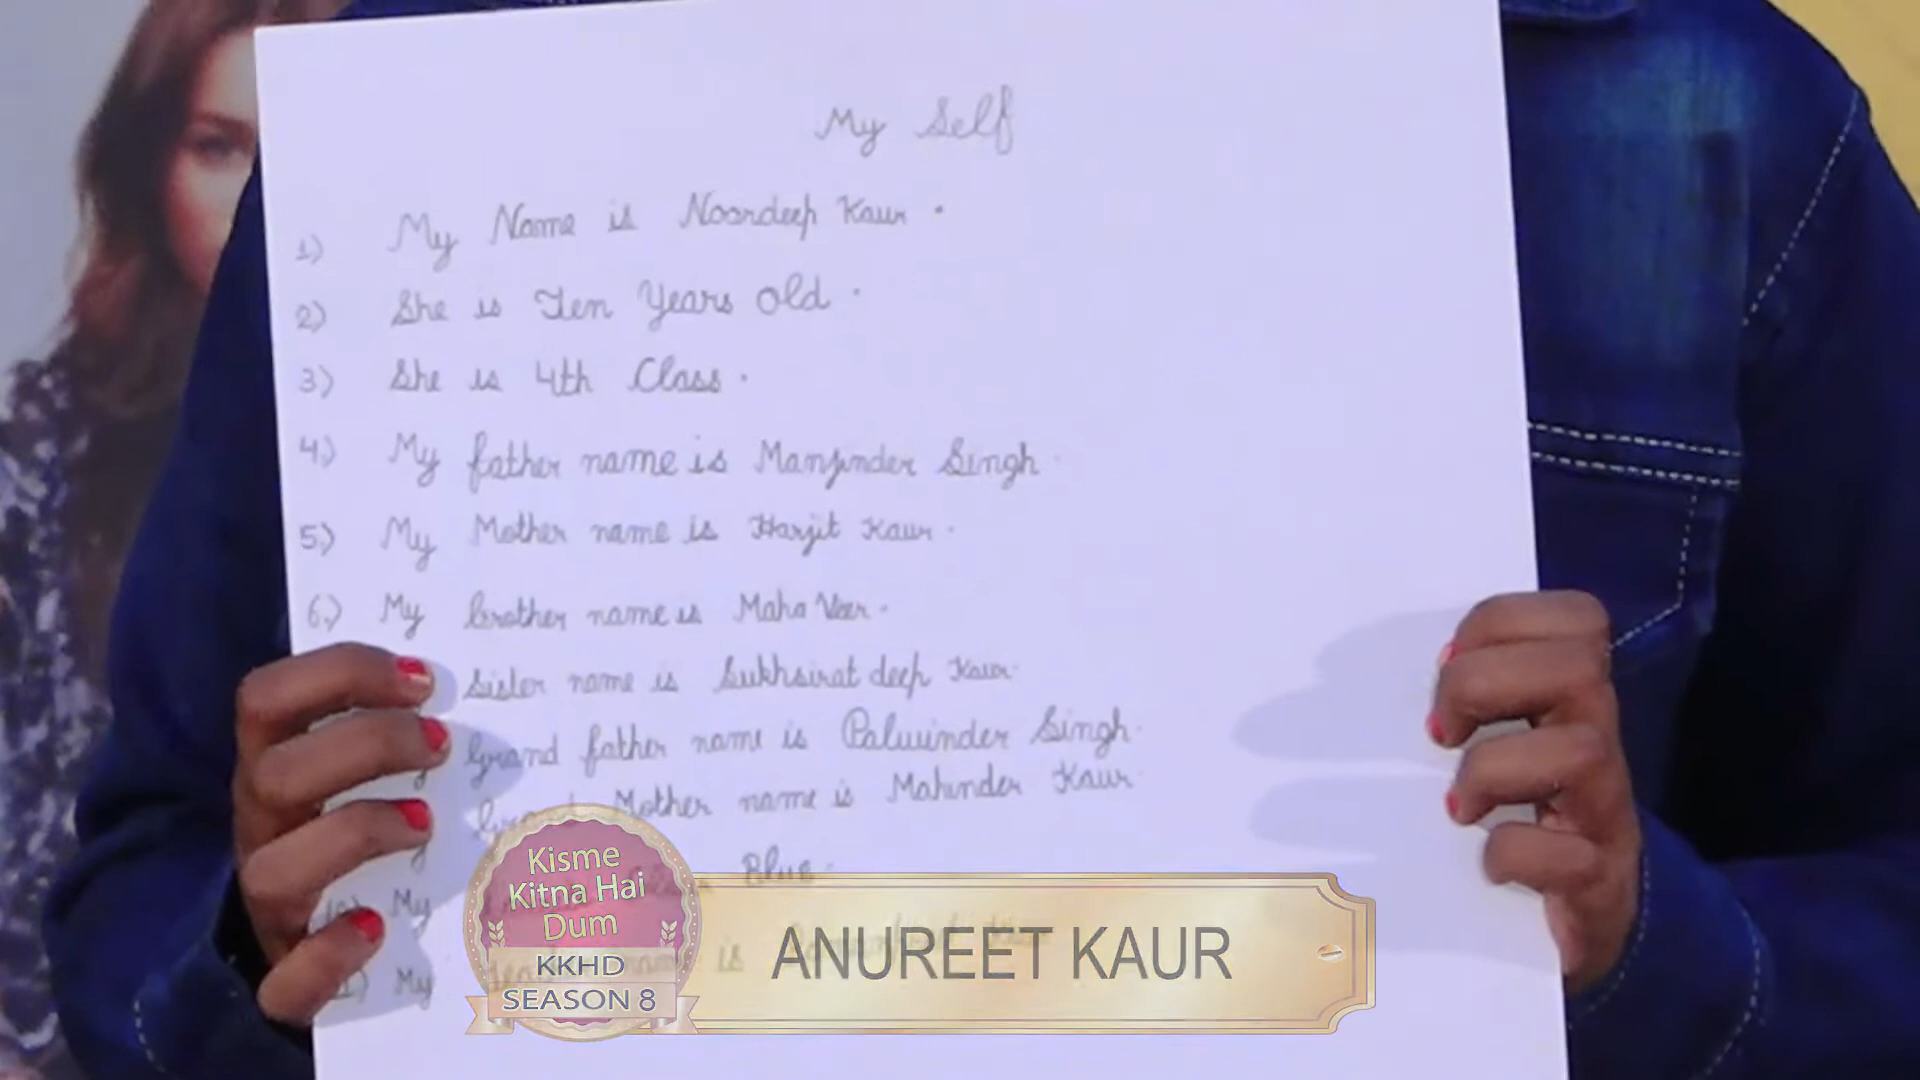 My Self
1) My Name is Noordeep Kaur.
2) She is Ten Years old.
3) She is 4th Class.
4) My father name is Manjinder Singh.
5) My Mother name is Harjit Kaur.
6) My brother name is Maha Veer.
Sister name is Sukhsirat deep Kaur.
Grand father name is Palwinder Singh.
Grand Mother name is Mahinder Kaur
My Blue.
My name is
Kisme
Kitna Hai
Dum
KKHD
SEASON 8
ANUREET KAUR